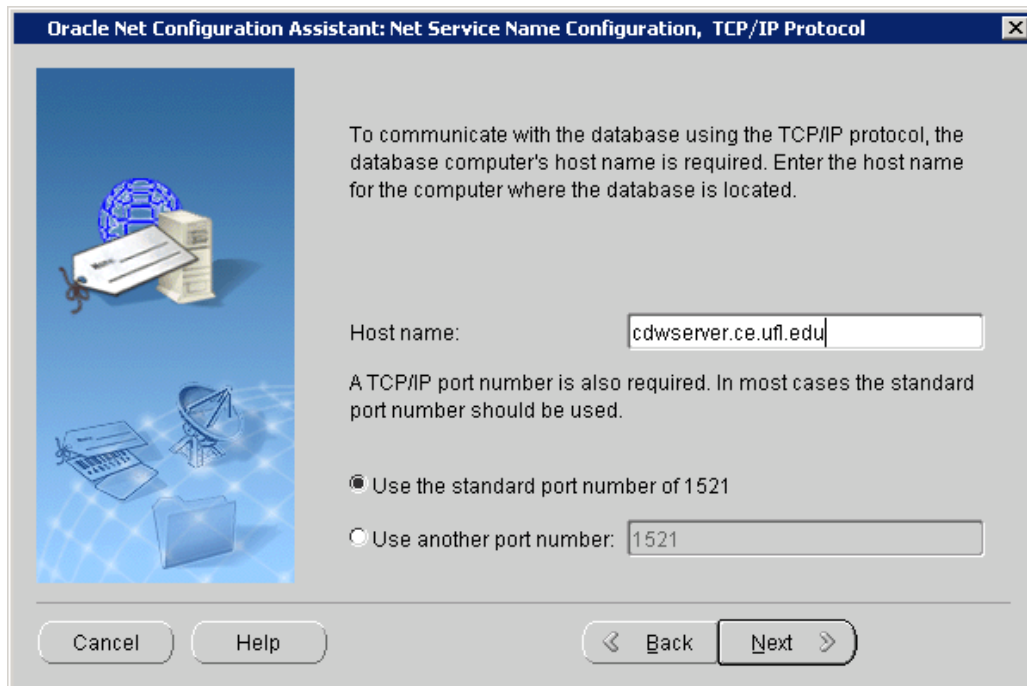 Oracle Net Configuration Assistant: Net Service Name Configuration, TCP/IP Protocol
To communicate with the database using the TCP/IP protocol, the
database computer's host name is required. Enter the host name
for the computer where the database is located.
Host name: cdwserver.ce.ufl.edu
A TCP/IP port number is also required. In most cases the standard
port number should be used.
Use the standard port number of 1521
Use another port number: 1521
Cancel Help Back Next